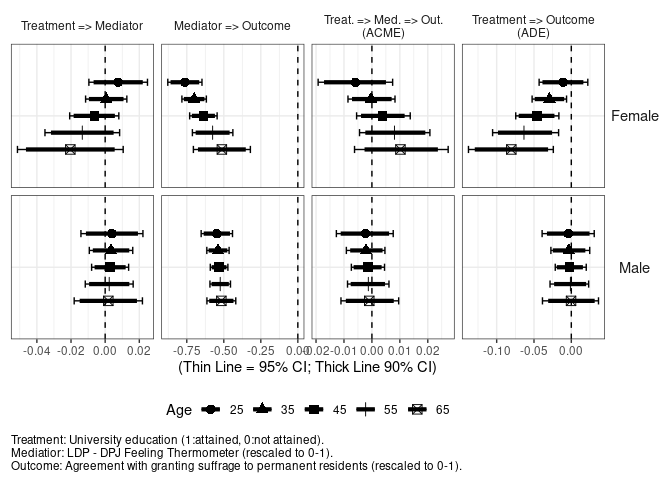 Treatment => Mediator
Mediator => Outcome
Treat. => Med. => Out.
(ACME)
Treatment => Outcome
(ADE)
Female
Male
-0.04 -0.02 0.00 0.02
-0.75 -0.50 -0.25 0.00
-0.02 -0.01 0.00 0.01 0.02
-0.10 -0.05 0.00
(Thin Line = 95% CI; Thick Line 90% CI)
Age 25 35 45 55 65
Treatment: University education (1:attained, 0:not attained).
Mediatior: LDP - DPJ Feeling Thermometer (rescaled to 0-1).
Outcome: Agreement with granting suffrage to permanent residents (rescaled to 0-1).